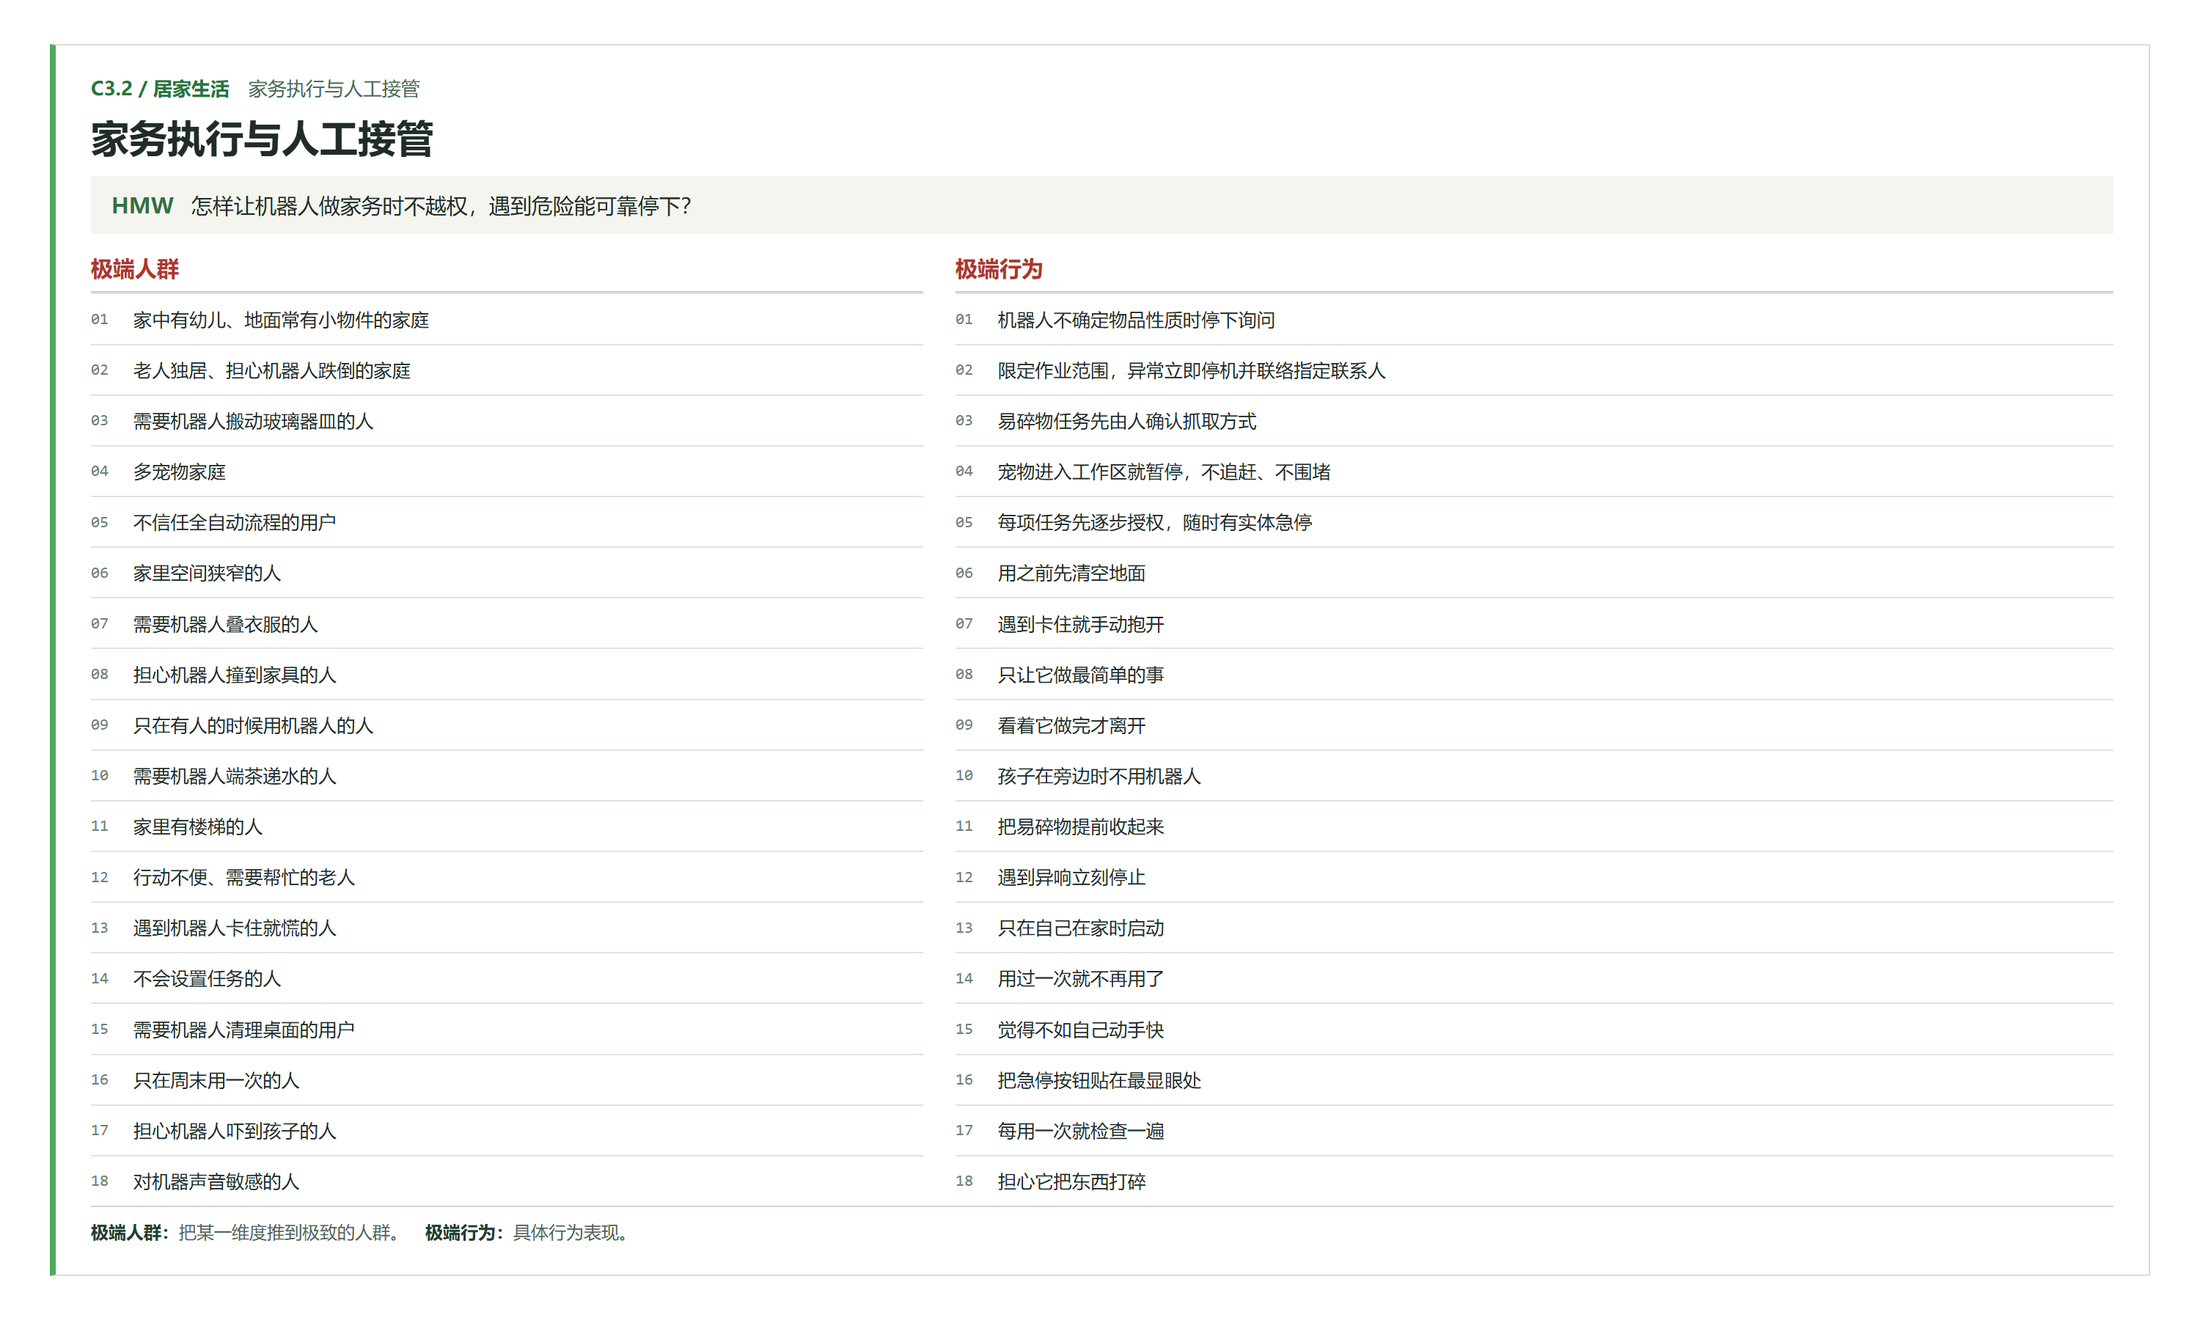 C3.2 / 居家生活 家务执行与人工接管
家务执行与人工接管
HMW 怎样让机器人做家务时不越权，遇到危险能可靠停下？
极端人群
01 家中有幼儿、地面常有小物件的家庭
02 老人独居、担心机器人跌倒的家庭
03 需要机器人搬动玻璃器皿的人
04 多宠物家庭
05 不信任全自动流程的用户
06 家里空间狭窄的人
07 需要机器人叠衣服的人
08 担心机器人撞到家具的人
09 只在有人的时候用机器人的人
10 需要机器人端茶递水的人
11 家里有楼梯的人
12 行动不便、需要帮忙的老人
13 遇到机器人卡住就慌的人
14 不会设置任务的人
15 需要机器人清理桌面的用户
16 只在周末用一次的人
17 担心机器人吓到孩子的人
18 对机器声音敏感的人
极端行为
01 机器人不确定物品性质时停下询问
02 限定作业范围，异常立即停机并联络指定联系人
03 易碎物任务先由人确认抓取方式
04 宠物进入工作区就暂停，不追赶、不围堵
05 每项任务先逐步授权，随时有实体急停
06 用之前先清空地面
07 遇到卡住就手动抱开
08 只让它做最简单的事
09 看着它做完才离开
10 孩子在旁边时不用机器人
11 把易碎物提前收起来
12 遇到异响立刻停止
13 只在自己在家时启动
14 用过一次就不再用了
15 觉得不如自己动手快
16 把急停按钮贴在最显眼处
17 每用一次就检查一遍
18 担心它把东西打碎
极端人群：把某一维度推到极致的人群。 极端行为：具体行为表现。